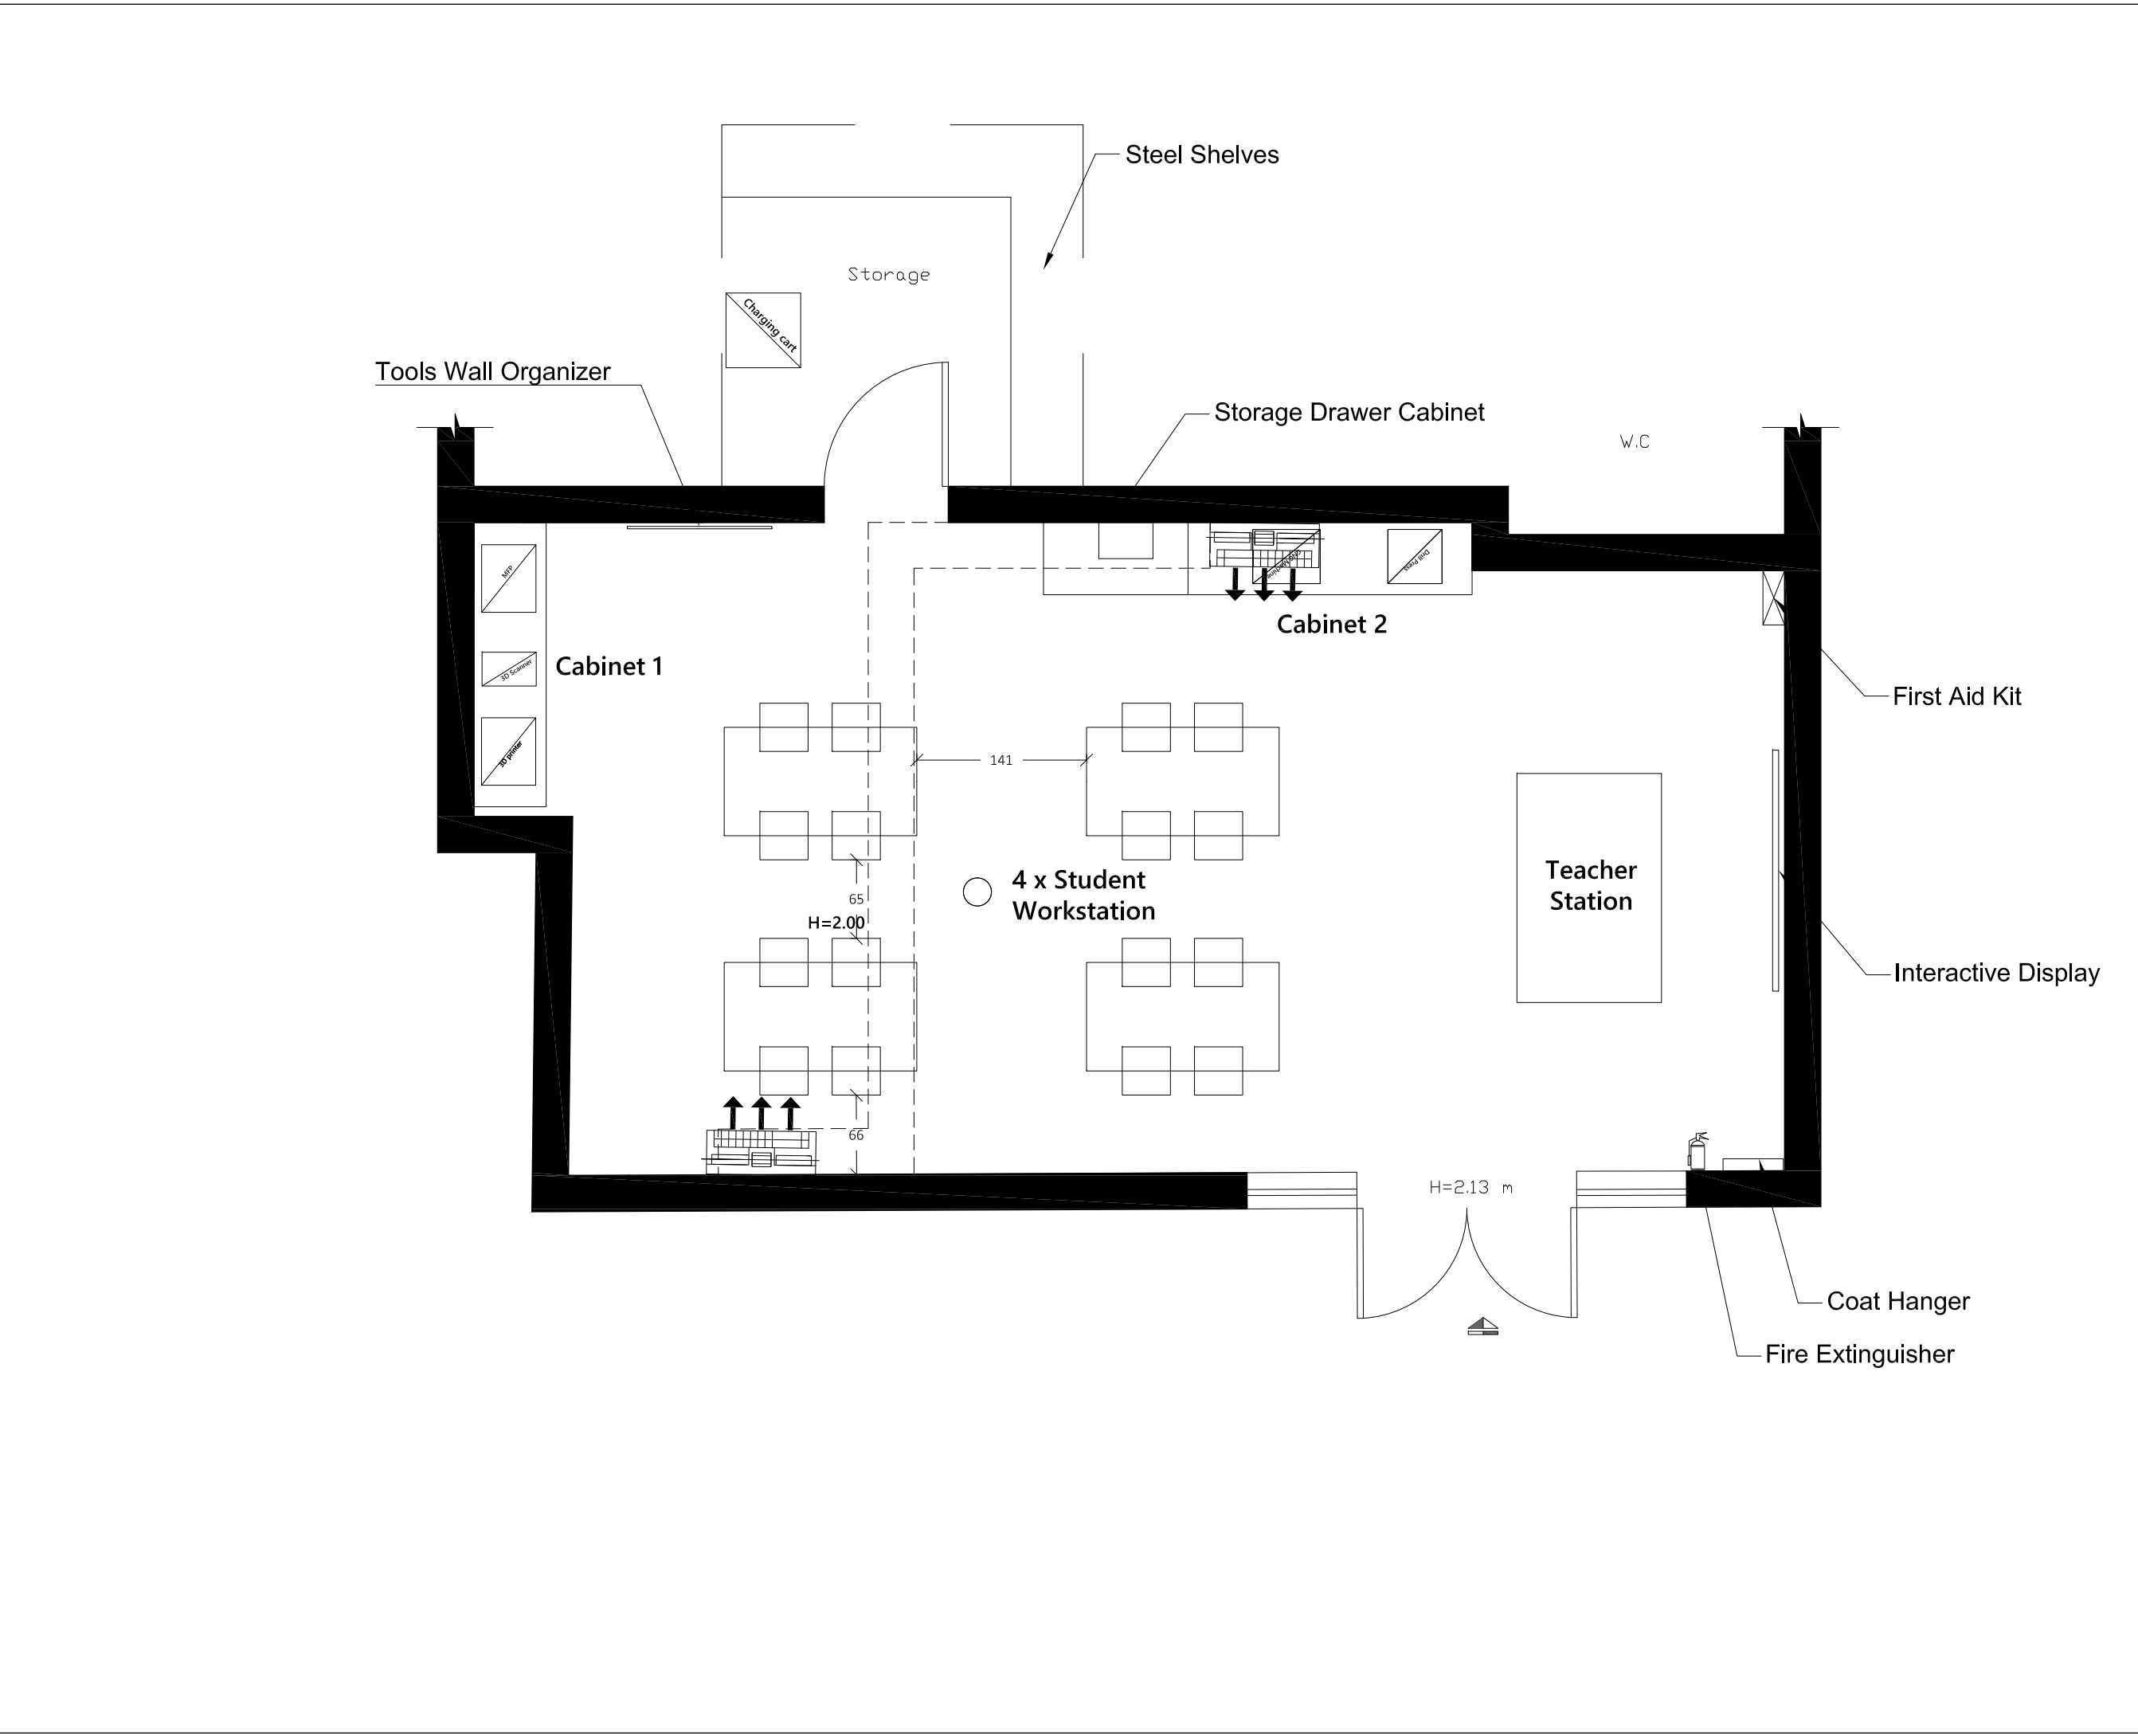 Steel Shelves
Storage
Charging cart
Tools Wall Organizer
Storage Drawer Cabinet
W.C
MFP
CNC Machine
Drill Press
Cabinet 2
3D Scanner
Cabinet 1
First Aid Kit
3D printer
141
Teacher
Station
4 x Student
Workstation
65
H=2.00
Interactive Display
66
H=2.13 m
Coat Hanger
Fire Extinguisher